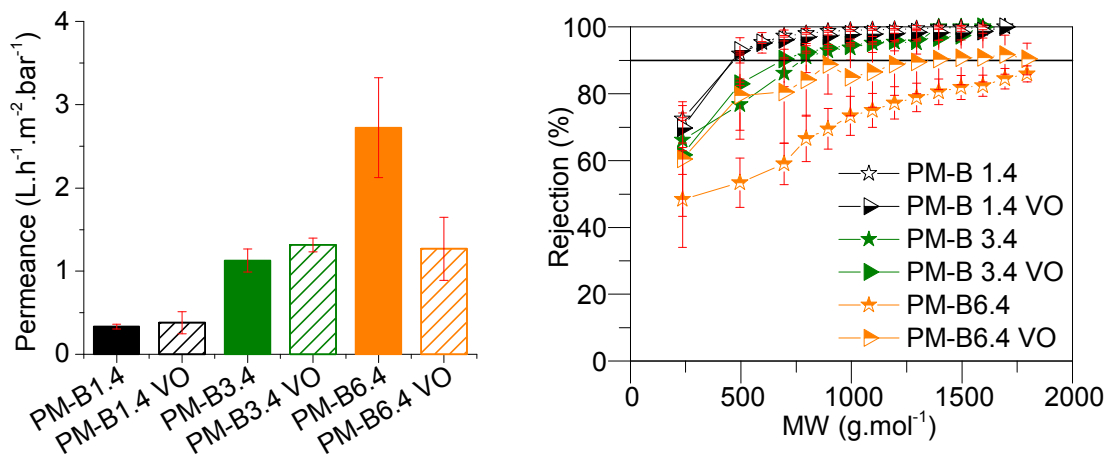 Permeance (L.h⁻¹.m⁻².bar⁻¹)
4
3
2
1
0
PM-B1.4
PM-B1.4 VO
PM-B3.4
PM-B3.4 VO
PM-B6.4
PM-B6.4 VO
Rejection (%)
100
90
80
60
40
20
0
PM-B 1.4
PM-B 1.4 VO
PM-B 3.4
PM-B 3.4 VO
PM-B6.4
PM-B6.4 VO
0
500
1000
1500
2000
MW (g.mol⁻¹)